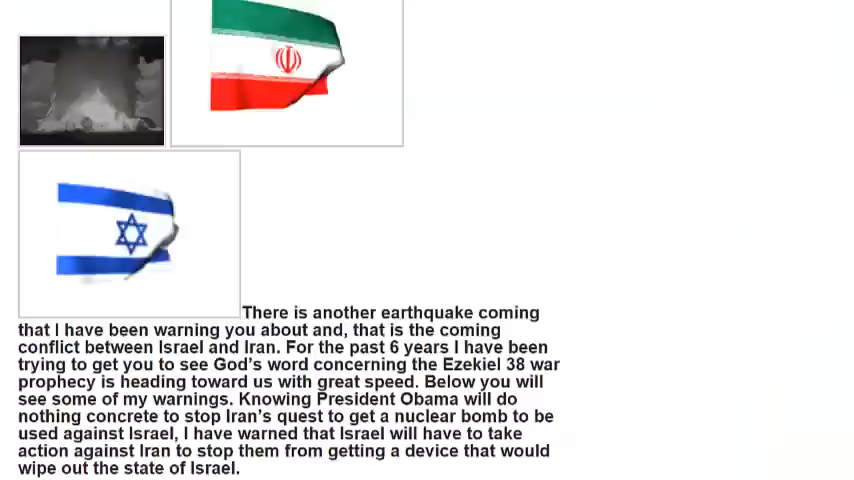 There is another earthquake coming
that I have been warning you about and, that is the coming
conflict between Israel and Iran. For the past 6 years I have been
trying to get you to see God's word concerning the Ezekiel 38 war
prophecy is heading toward us with great speed. Below you will
see some of my warnings. Knowing President Obama will do
nothing concrete to stop Iran's quest to get a nuclear bomb to be
used against Israel, I have warned that Israel will have to take
action against Iran to stop them from getting a device that would
wipe out the state of Israel.